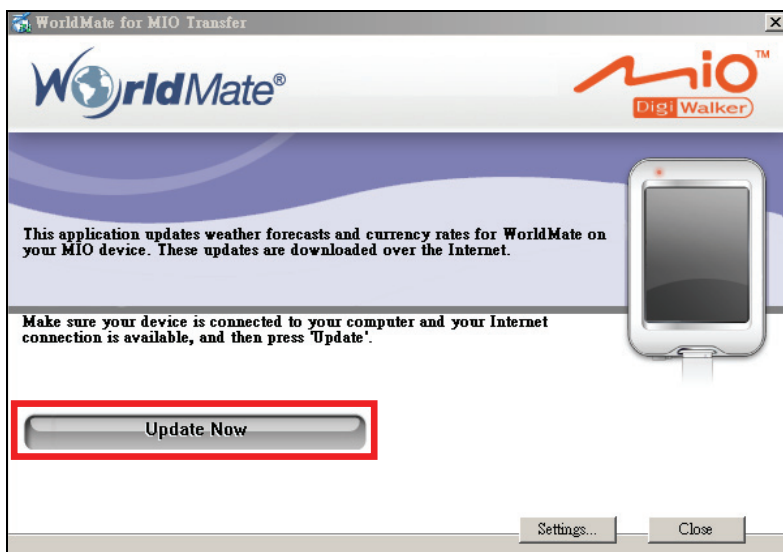 WorldMate for MIO Transfer
WorldMate®
Mio™
Digi Walker
This application updates weather forecasts and currency rates for WorldMate on
your MIO device. These updates are downloaded over the Internet.
Make sure your device is connected to your computer and your Internet
connection is available, and then press 'Update'.
Update Now
Settings...
Close